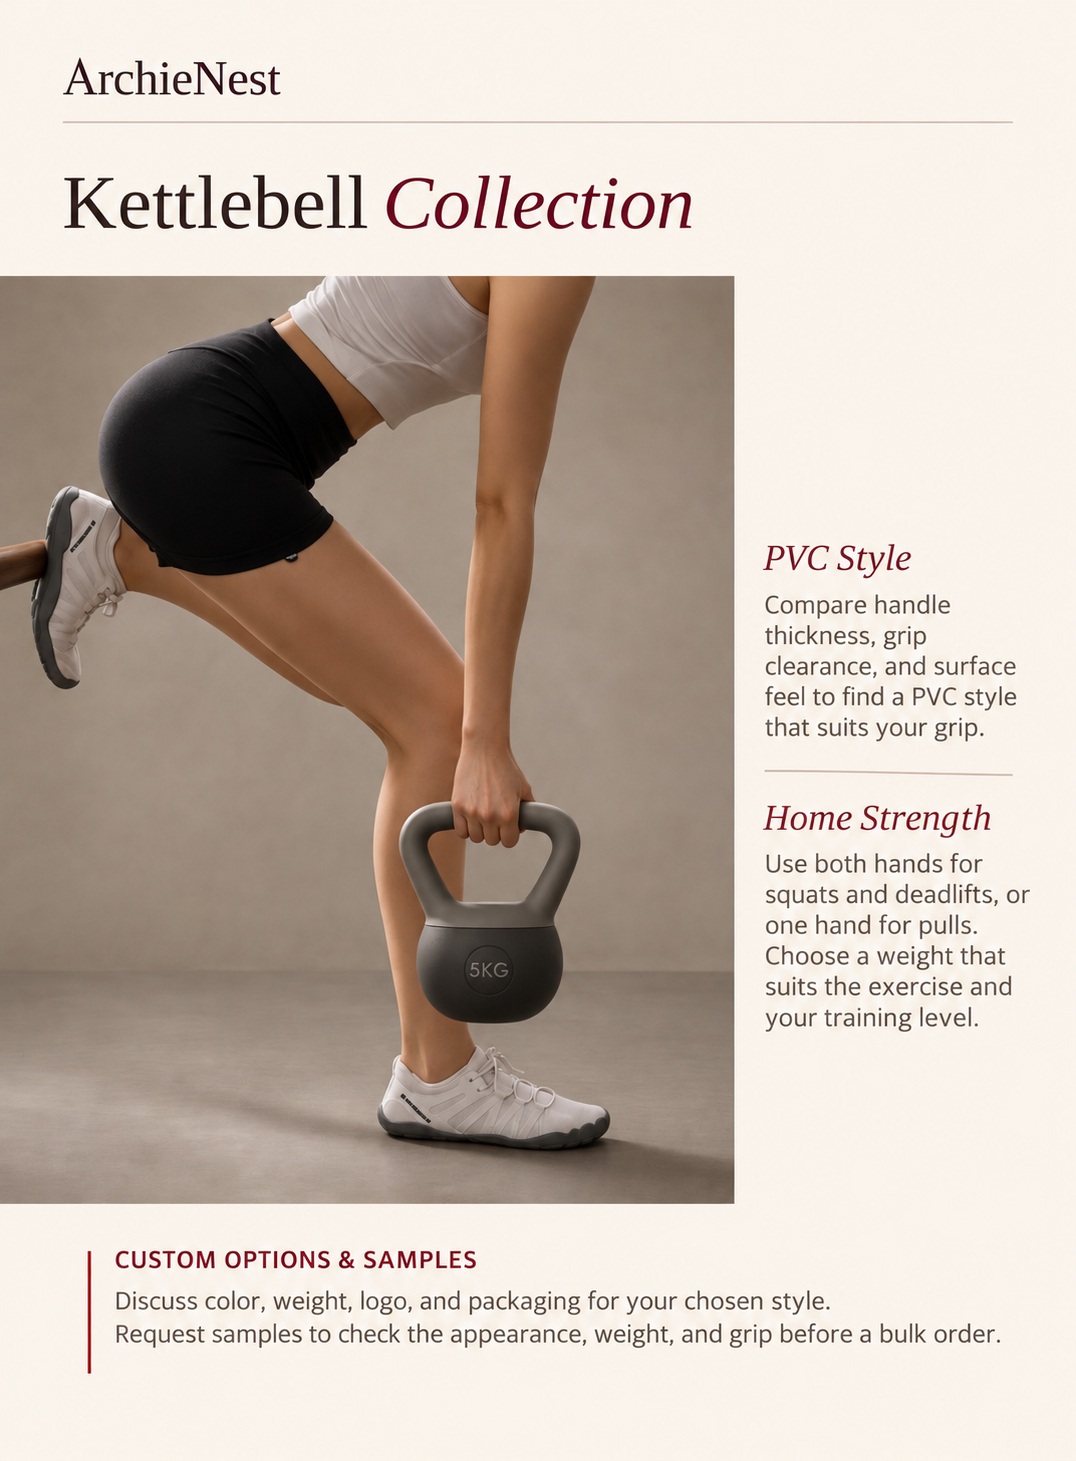 ArchieNest
Kettlebell Collection
PVC Style
Compare handle
thickness, grip
clearance, and surface
feel to find a PVC style
that suits your grip.
Home Strength
Use both hands for
squats and deadlifts, or
one hand for pulls.
Choose a weight that
suits the exercise and
your training level.
5KG
CUSTOM OPTIONS & SAMPLES
Discuss color, weight, logo, and packaging for your chosen style.
Request samples to check the appearance, weight, and grip before a bulk order.